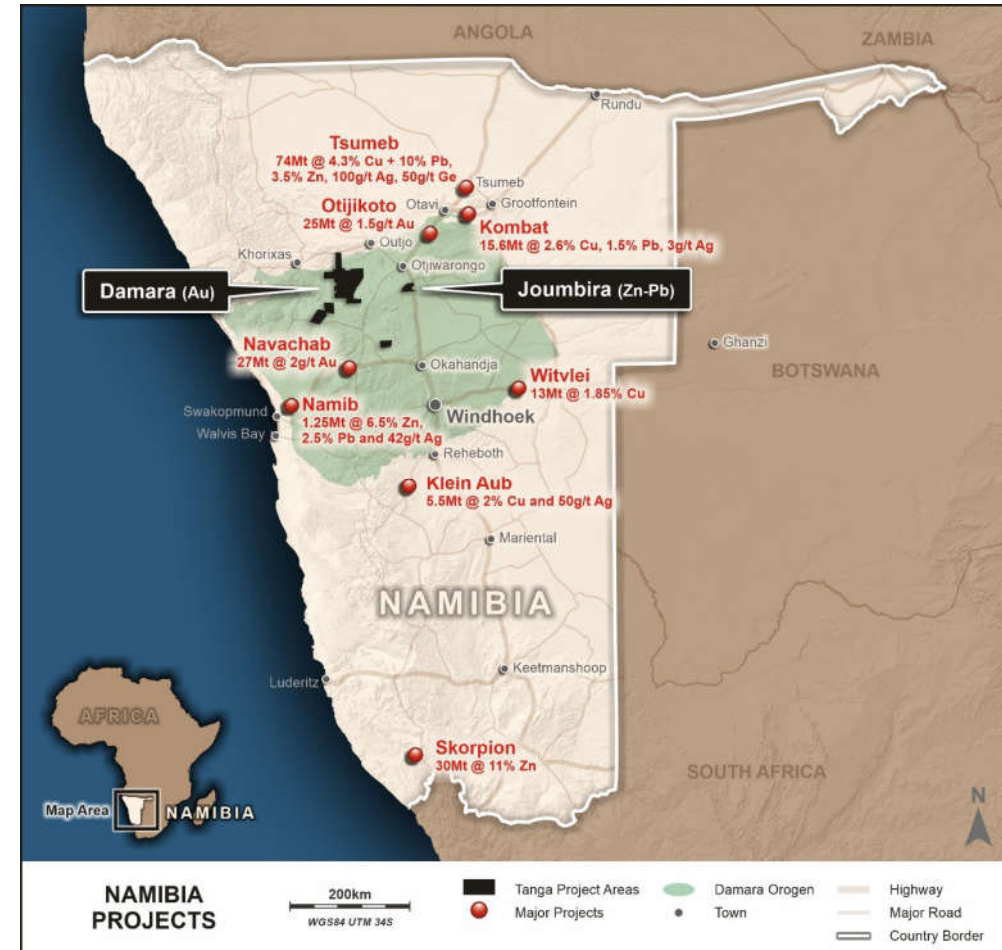 ANGOLA
ZAMBIA
Rundu
Tsumeb
74Mt @ 4.3% Cu + 10% Pb,
3.5% Zn, 100g/t Ag, 50g/t Ge
Tsumeb
Otijikoto
25Mt @ 1.5g/t Au
Otavi
Grootfontein
Kombat
15.6Mt @ 2.6% Cu, 1.5% Pb, 3g/t Ag
Outjo
Khorixas
Otjiwarongo
Damara (Au)
Joumbira (Zn-Pb)
Ghanzi
BOTSWANA
Navachab
27Mt @ 2g/t Au
Okahandja
Witvlei
13Mt @ 1.85% Cu
Swakopmund
Namib
1.25Mt @ 6.5% Zn,
2.5% Pb and 42g/t Ag
Windhoek
Walvis Bay
Rehoboth
Klein Aub
5.5Mt @ 2% Cu and 50g/t Ag
Mariental
NAMIBIA
Keetmanshoop
Luderitz
AFRICA
Skorpion
30Mt @ 11% Zn
SOUTH AFRICA
Map Area
NAMIBIA
N
NAMIBIA
PROJECTS
200km
WGS84 UTM 34S
Tanga Project Areas
Major Projects
Damara Orogen
Town
Highway
Major Road
Country Border